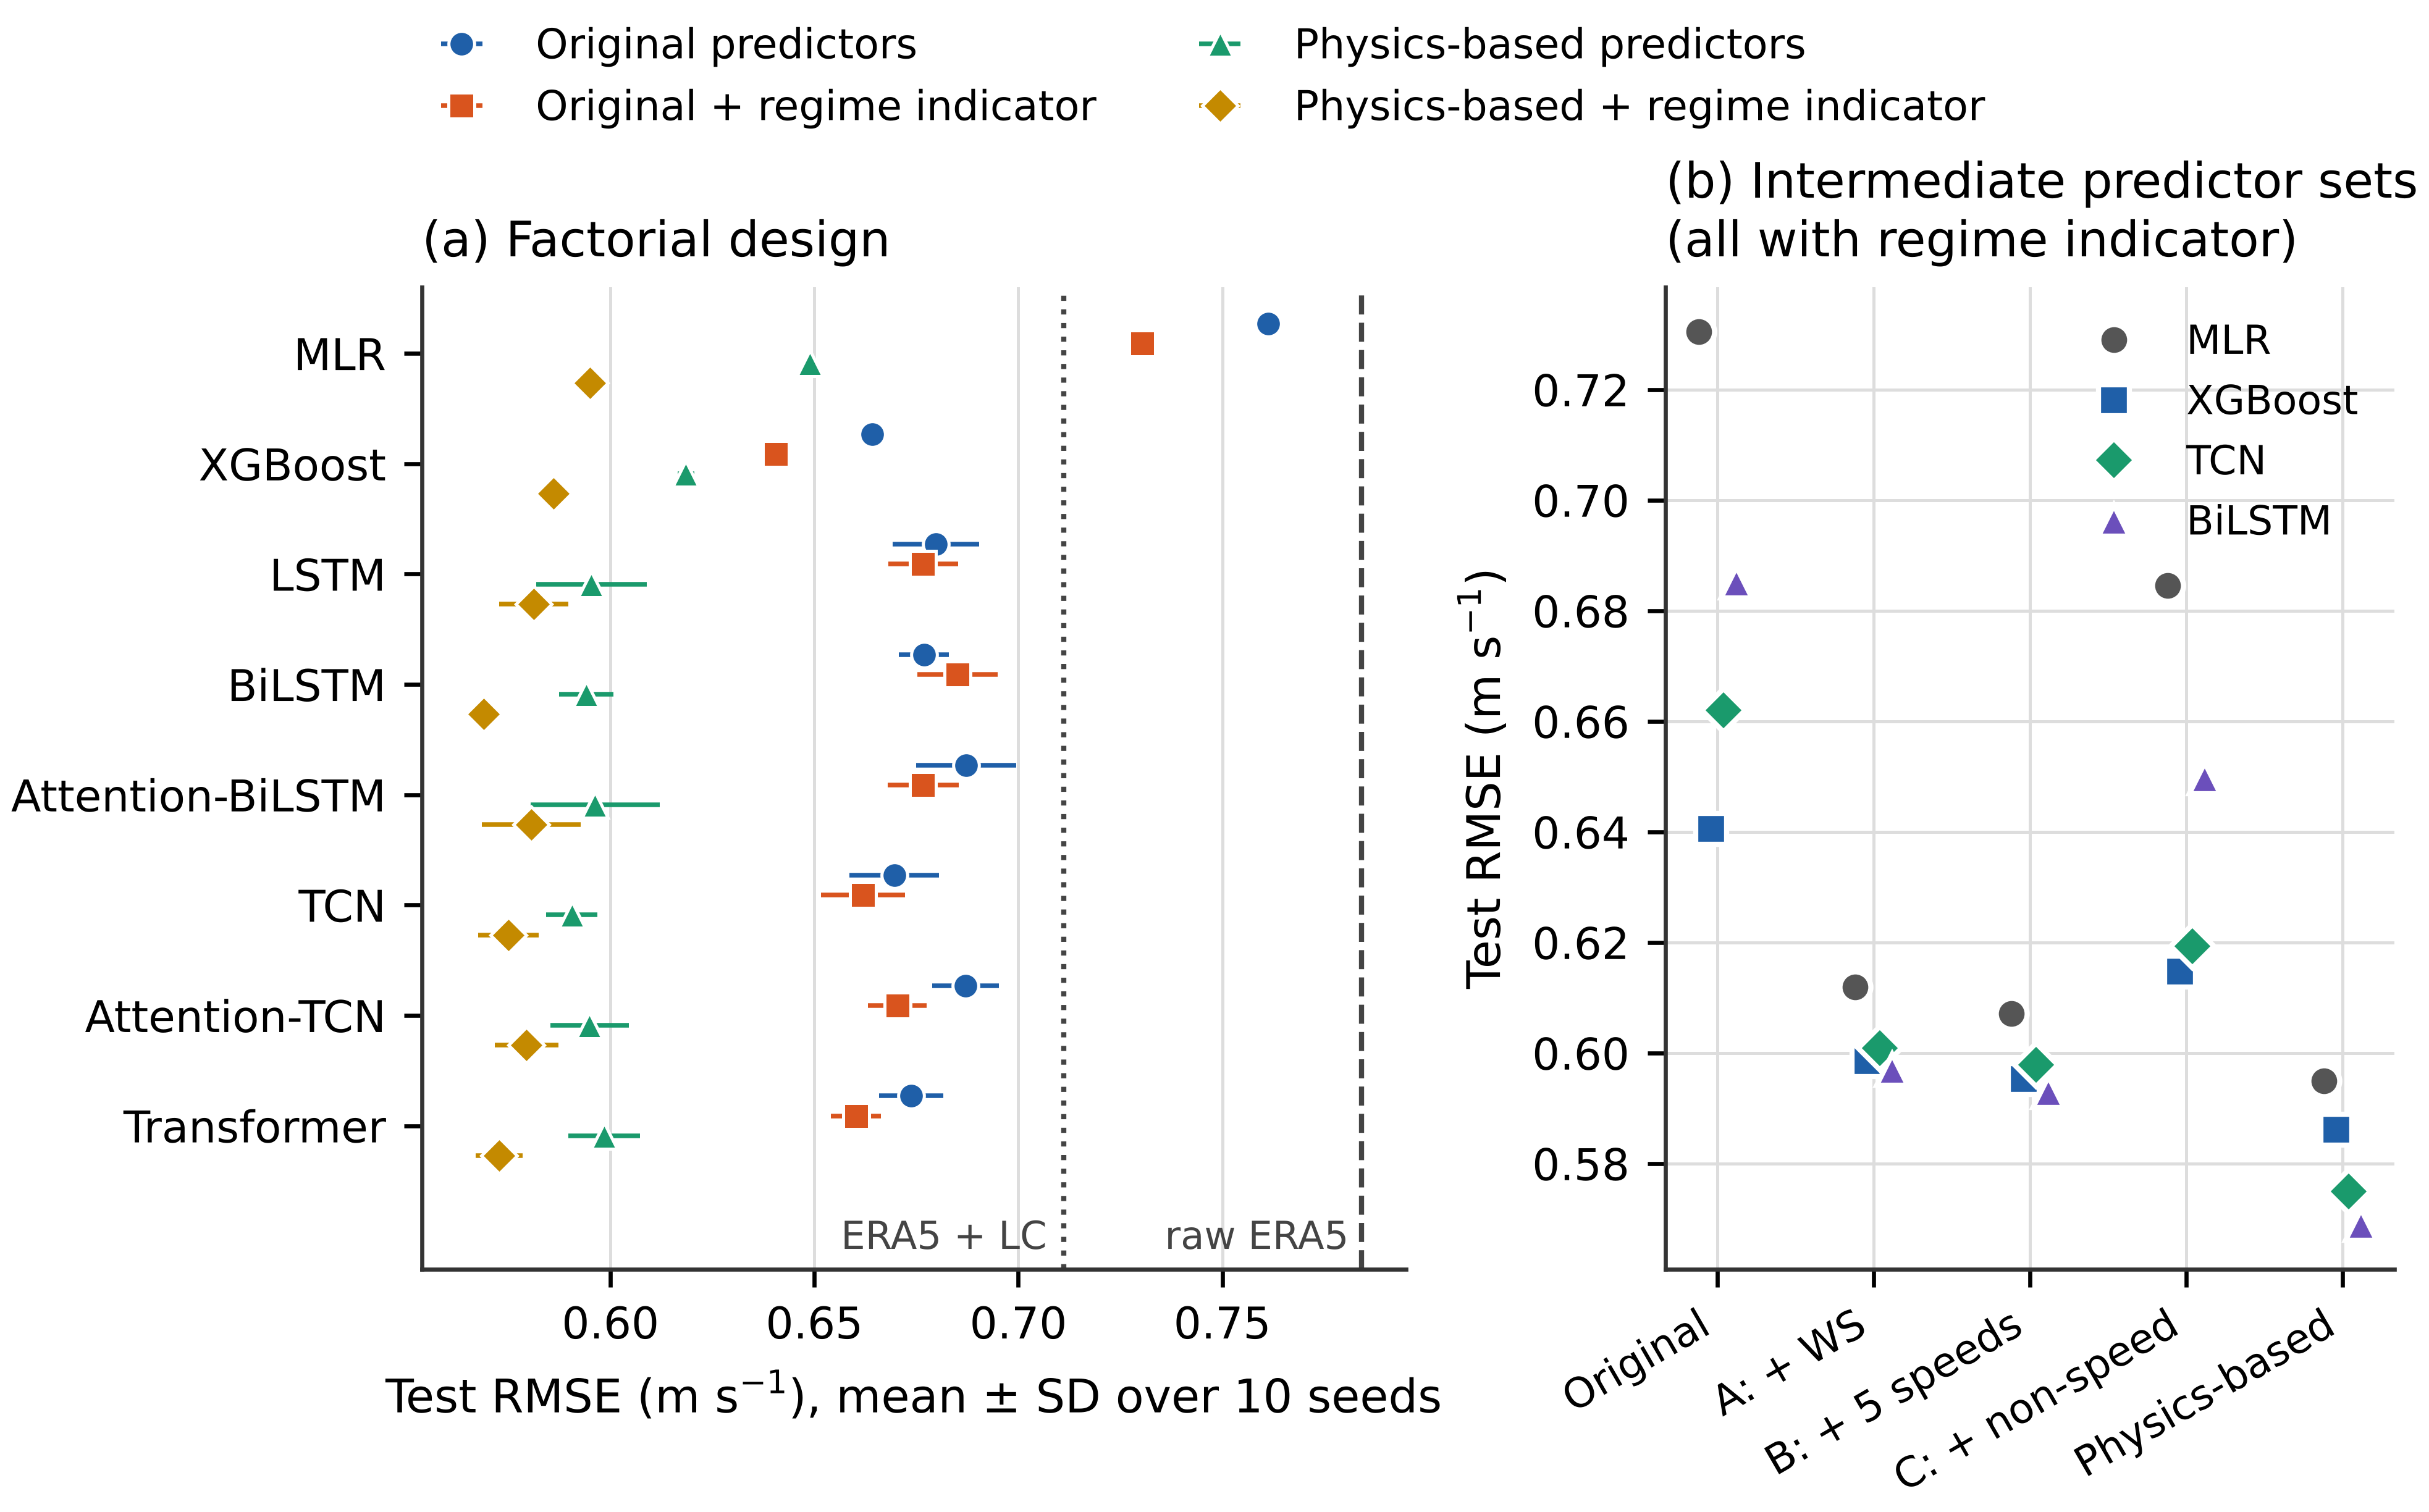 Original predictors
Original + regime indicator
Physics-based predictors
Physics-based + regime indicator
(a) Factorial design
MLR
XGBoost
LSTM
BiLSTM
Attention-BiLSTM
TCN
Attention-TCN
Transformer
ERA5 + LC
raw ERA5
0.60
0.65
0.70
0.75
Test RMSE (m s⁻¹), mean ± SD over 10 seeds
(b) Intermediate predictor sets
(all with regime indicator)
MLR
XGBoost
TCN
BiLSTM
Test RMSE (m s⁻¹)
0.72
0.70
0.68
0.66
0.64
0.62
0.60
0.58
Original
A: + WS
B: + 5 speeds
C: + non-speed
Physics-based